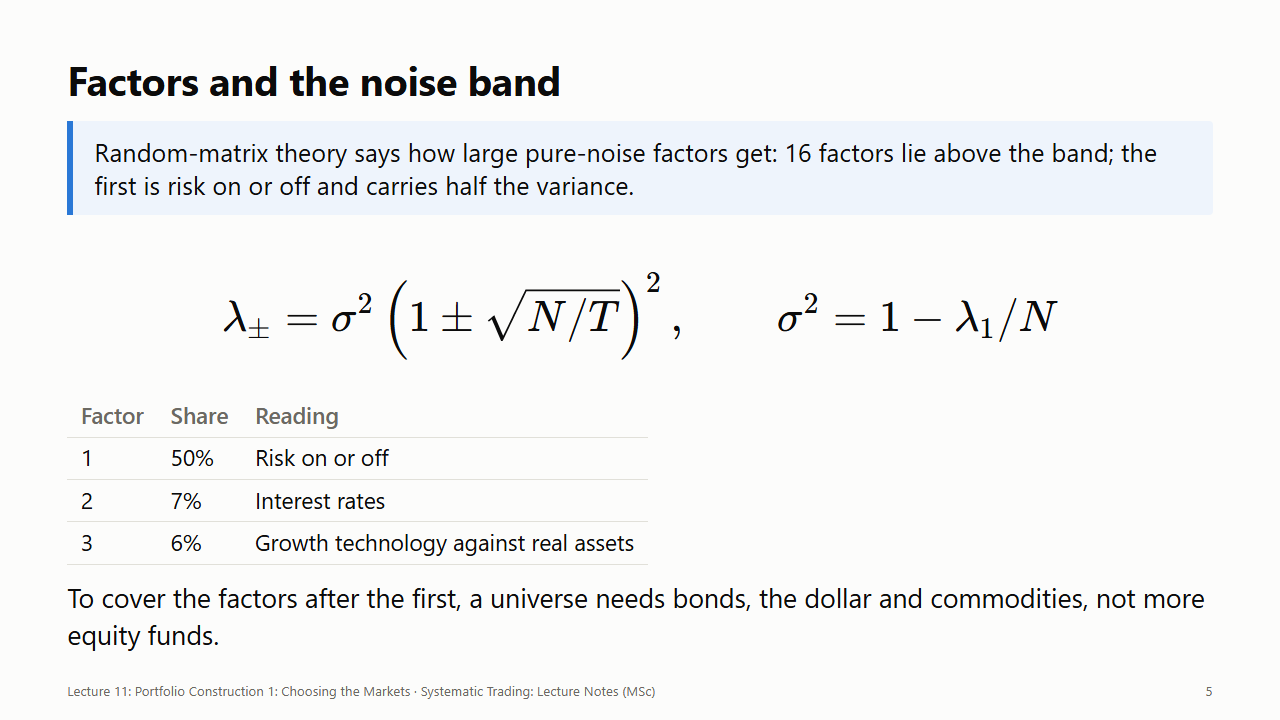 Factors and the noise band
Random-matrix theory says how large pure-noise factors get: 16 factors lie above the band; the
first is risk on or off and carries half the variance.
λ± = σ² (1 ± √(N/T))², σ² = 1 − λ₁/N
Factor Share Reading
1 50% Risk on or off
2 7% Interest rates
3 6% Growth technology against real assets
To cover the factors after the first, a universe needs bonds, the dollar and commodities, not more
equity funds.
Lecture 11: Portfolio Construction 1: Choosing the Markets · Systematic Trading: Lecture Notes (MSc) 5